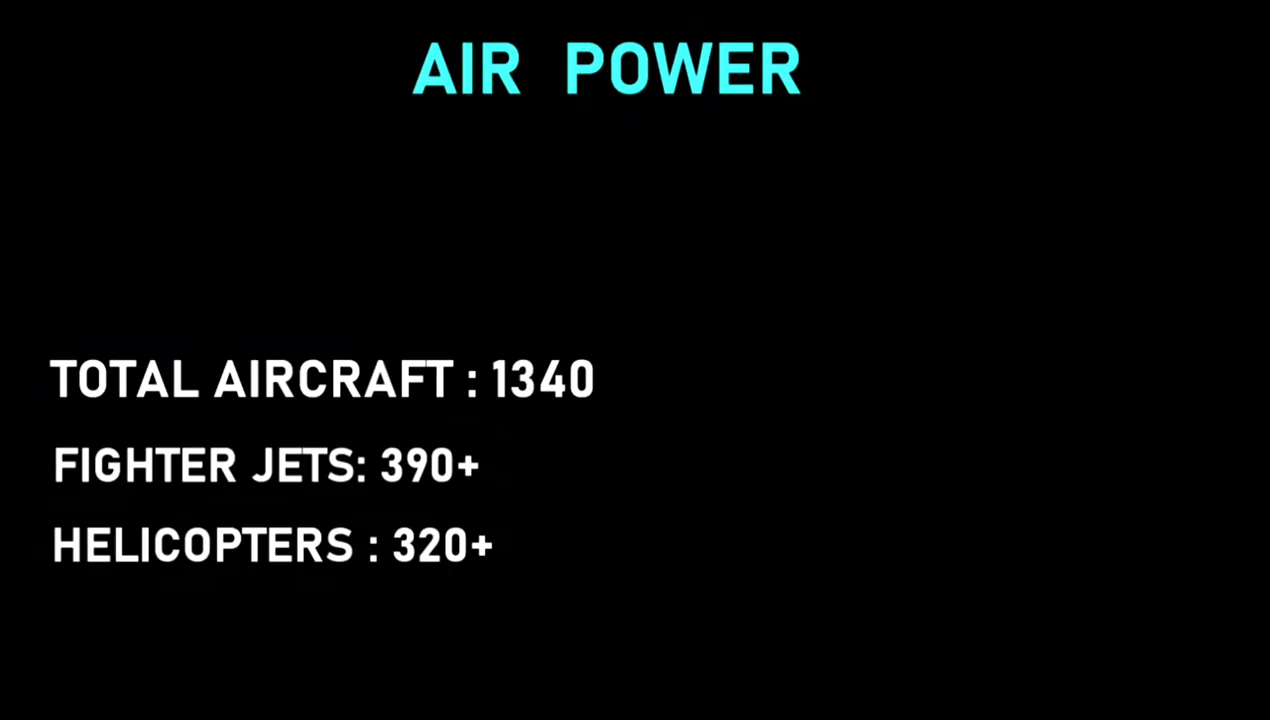 AIR POWER
TOTAL AIRCRAFT : 1340
FIGHTER JETS: 390+
HELICOPTERS : 320+